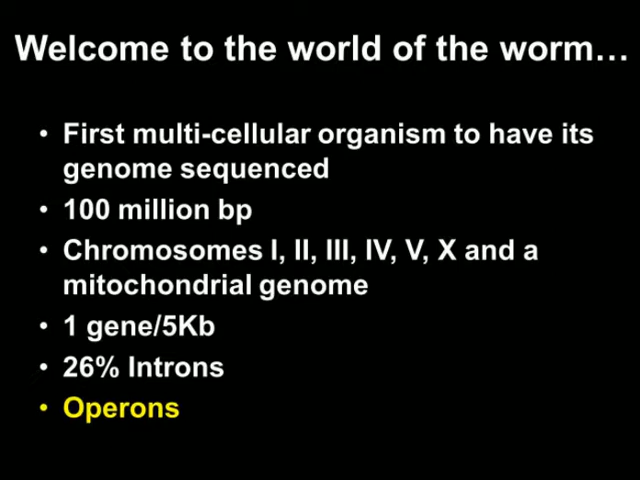 Welcome to the world of the worm…
• First multi-cellular organism to have its
genome sequenced
• 100 million bp
• Chromosomes I, II, III, IV, V, X and a
mitochondrial genome
• 1 gene/5Kb
• 26% Introns
• Operons